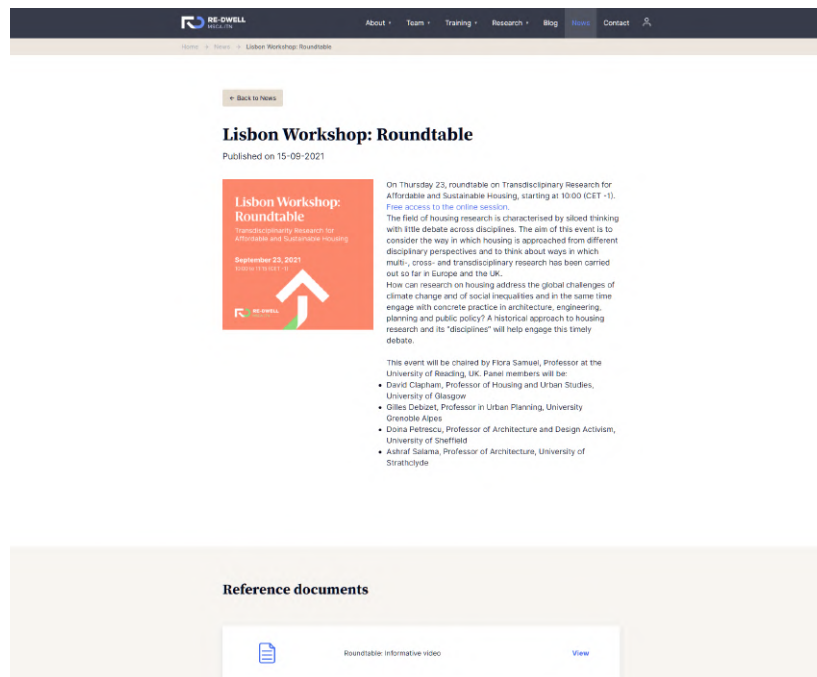 RE-DWELL
MSCA-ITN
About Team Training Research Blog News Contact
Home > News > Lisbon Workshop: Roundtable
← Back to News
Lisbon Workshop: Roundtable
Published on 15-09-2021
Lisbon Workshop:
Roundtable
Transdisciplinarity Research for
Affordable and Sustainable Housing
September 23, 2021
RE-DWELL
On Thursday 23, roundtable on Transdisclipinary Research for
Affordable and Sustainable Housing, starting at 10:00 (CET -1).
Free access to the online session.
The field of housing research is characterised by siloed thinking
with little debate across disciplines. The aim of this event is to
consider the way in which housing is approached from different
disciplinary perspectives and to think about ways in which
multi-, cross- and transdisciplinary research has been carried
out so far in Europe and the UK.
How can research on housing address the global challenges of
climate change and of social inequalities and in the same time
engage with concrete practice in architecture, engineering,
planning and public policy? A historical approach to housing
research and its "disciplines" will help engage this timely
debate.
This event will be chaired by Flora Samuel, Professor at the
University of Reading, UK. Panel members will be:
• David Clapham, Professor of Housing and Urban Studies,
University of Glasgow
• Gilles Debizet, Professor in Urban Planning, University
Grenoble Alpes
• Doina Petrescu, Professor of Architecture and Design Activism,
University of Sheffield
• Ashraf Salama, Professor of Architecture, University of
Strathclyde
Reference documents
Roundtable: Informative video
View